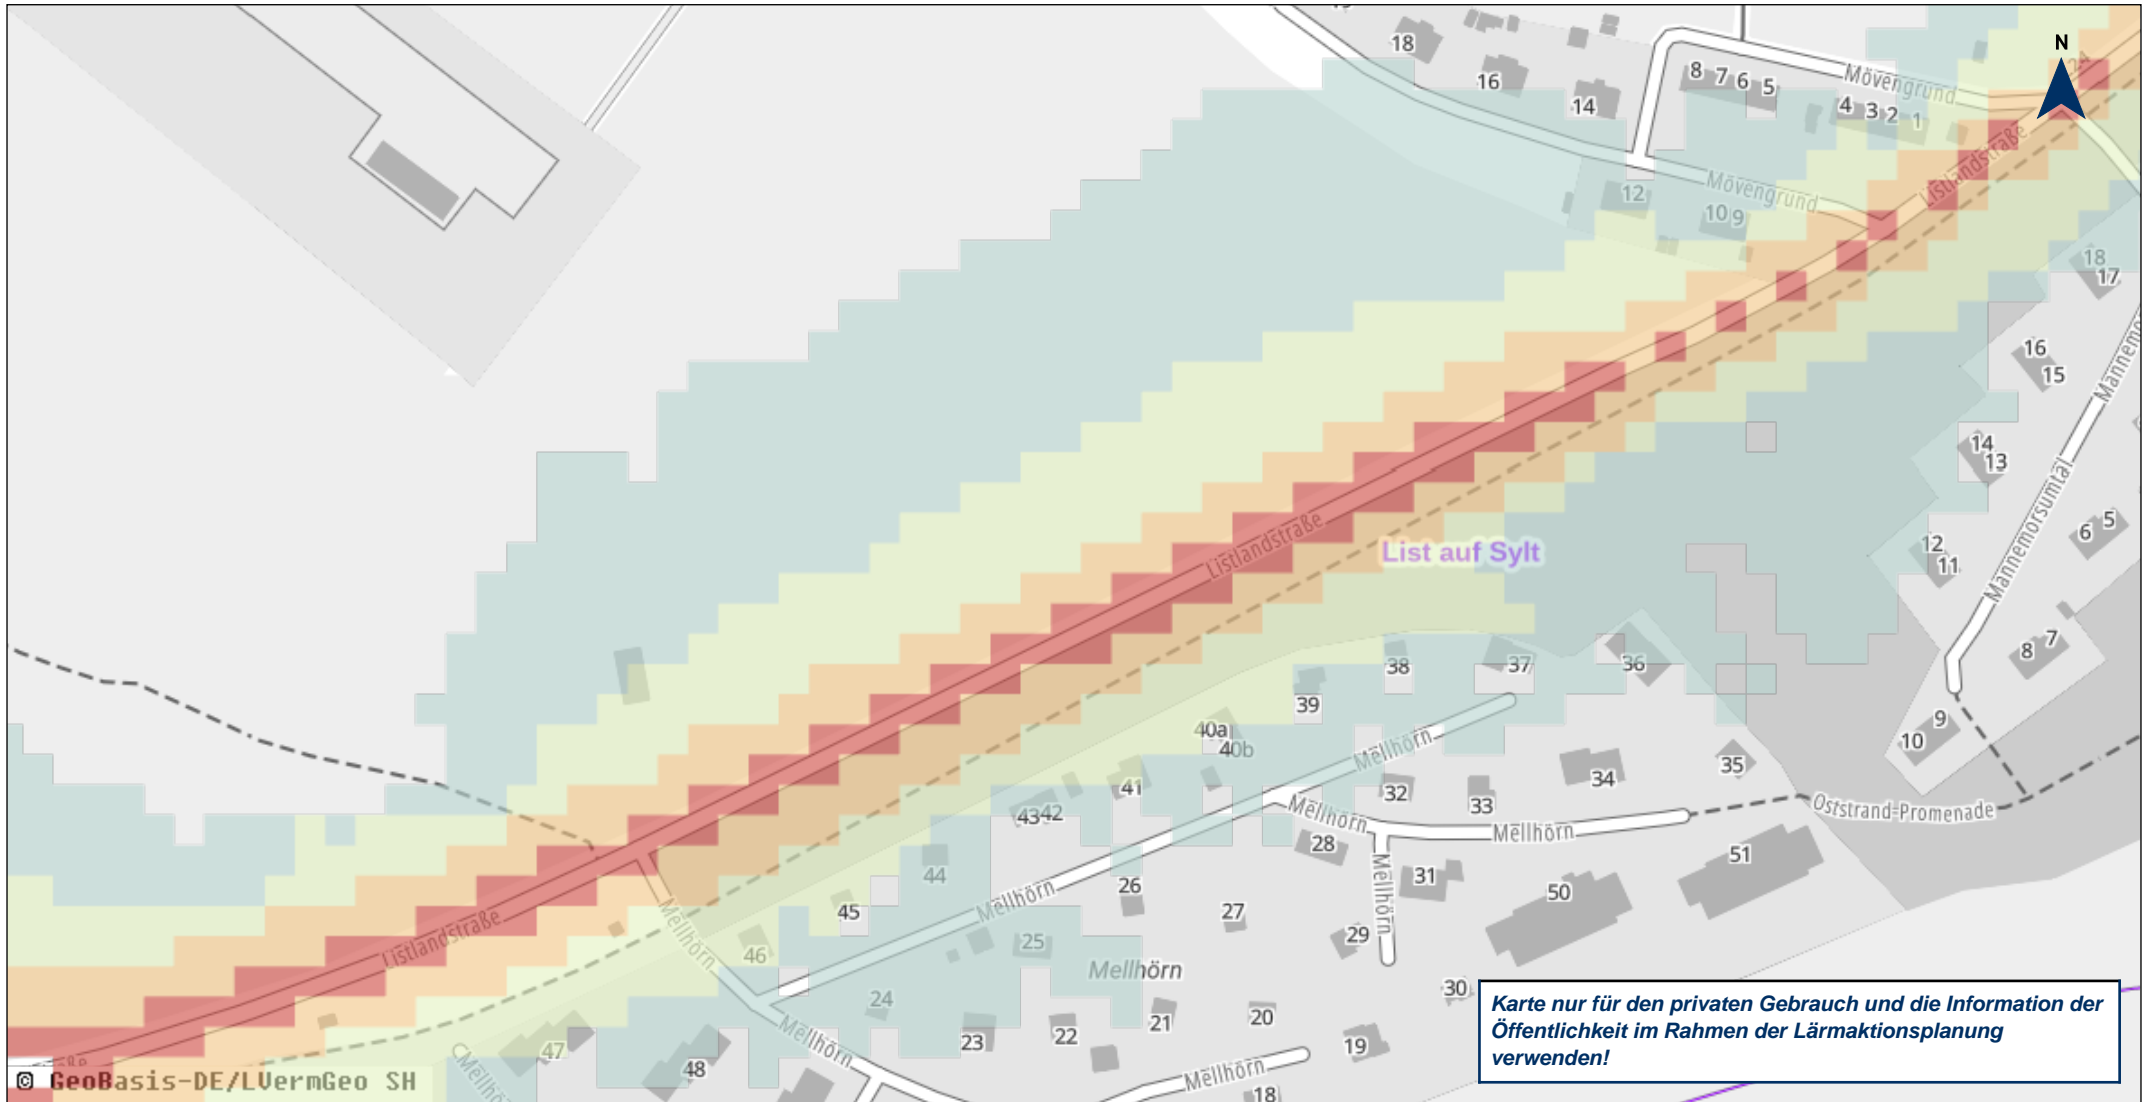 18
16
14
8
7
6
5
Mövengrund
4
3
2
1
N
Listlandstraße
12
Mövengrund
10
9
18
17
16
15
Listlandstraße
List auf Sylt
14
13
Mannemorsumtal
12
11
5
6
7
8
9
10
38
37
36
39
40a
40b
Mellhörn
41
43
42
32
33
34
35
Oststrand-Promenade
Mellhörn
Mellhörn
28
Mellhörn
31
51
50
44
26
27
29
30
45
Mellhörn
Listlandstraße
Mellhörn
46
25
Mellhörn
24
23
22
21
20
19
18
Mellhörn
Mellhörn
47
48
Karte nur für den privaten Gebrauch und die Information der
Öffentlichkeit im Rahmen der Lärmaktionsplanung
verwenden!
© GeoBasis-DE/LVermGeo SH